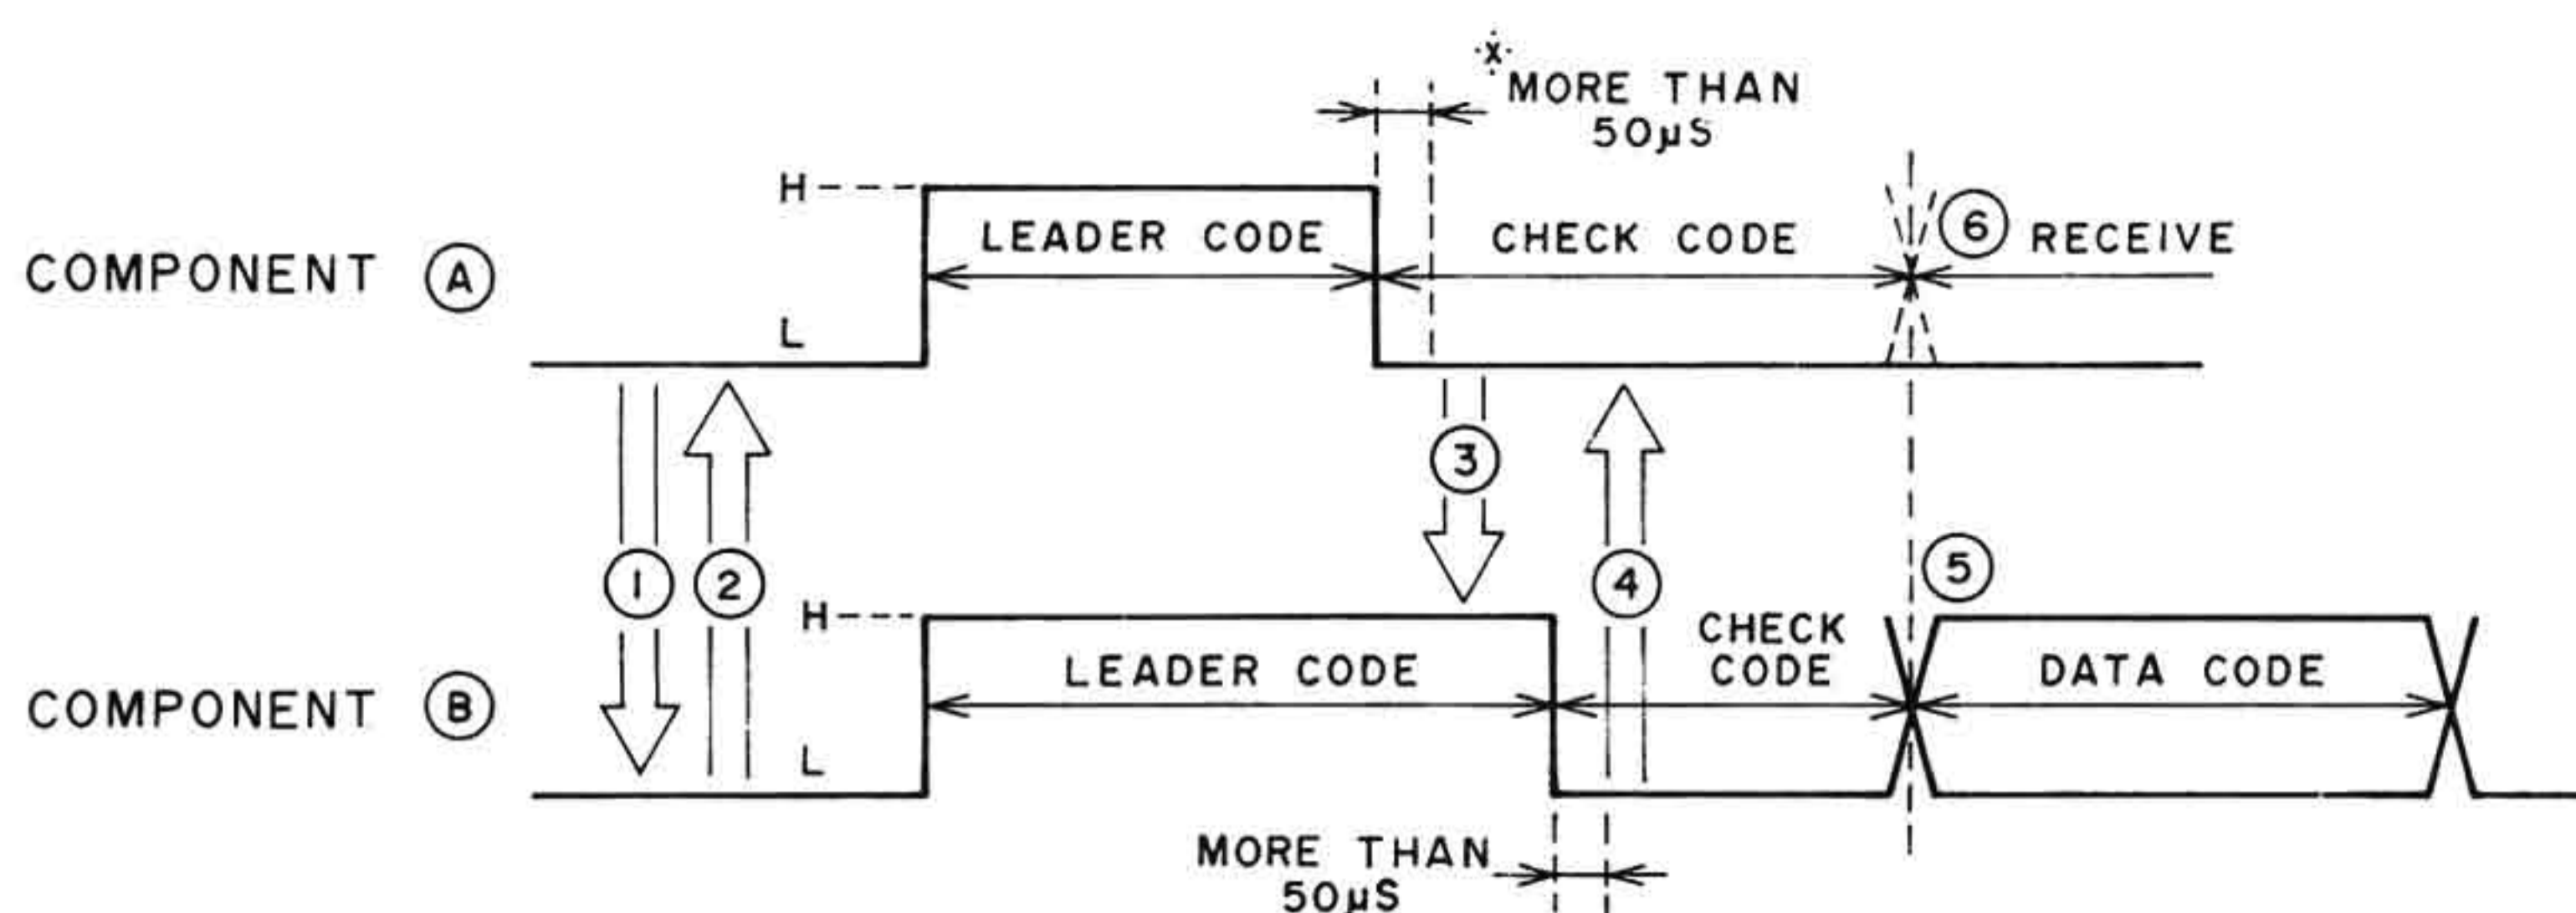 ※
MORE THAN
50µS
H
LEADER CODE
CHECK CODE
⑥ RECEIVE
COMPONENT Ⓐ
L
③
① ② ④ ⑤
H
CHECK
CODE
LEADER CODE
DATA CODE
COMPONENT Ⓑ
L
MORE THAN
50µS